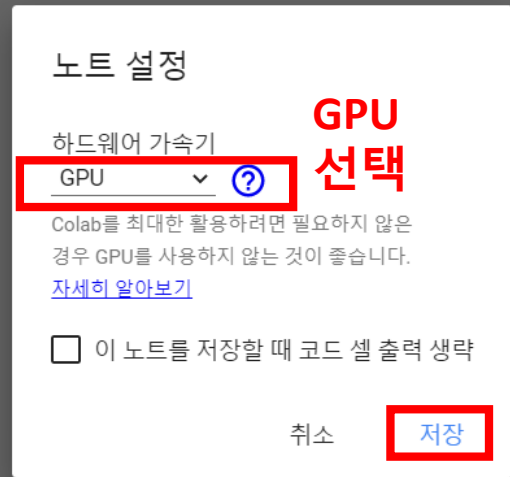 노트 설정
GPU
선택
하드웨어 가속기
GPU
?
Colab를 최대한 활용하려면 필요하지 않은
경우 GPU를 사용하지 않는 것이 좋습니다.
자세히 알아보기
이 노트를 저장할 때 코드 셀 출력 생략
취소 저장